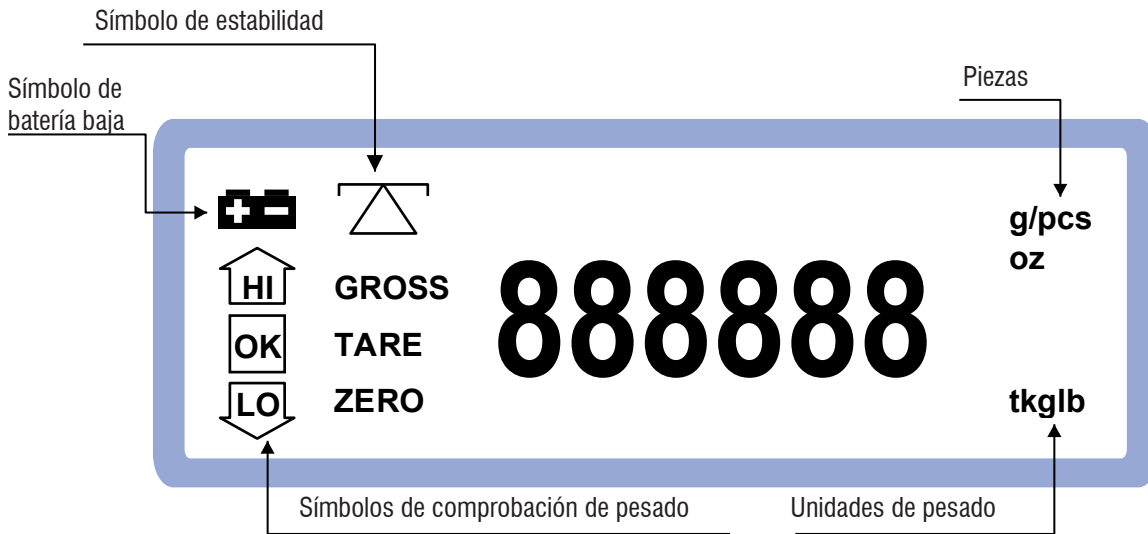 Símbolo de estabilidad
Símbolo de
batería baja
Piezas
g/pcs
oz
HI
GROSS
888888
OK
TARE
LO
ZERO
tkglb
Símbolos de comprobación de pesado
Unidades de pesado